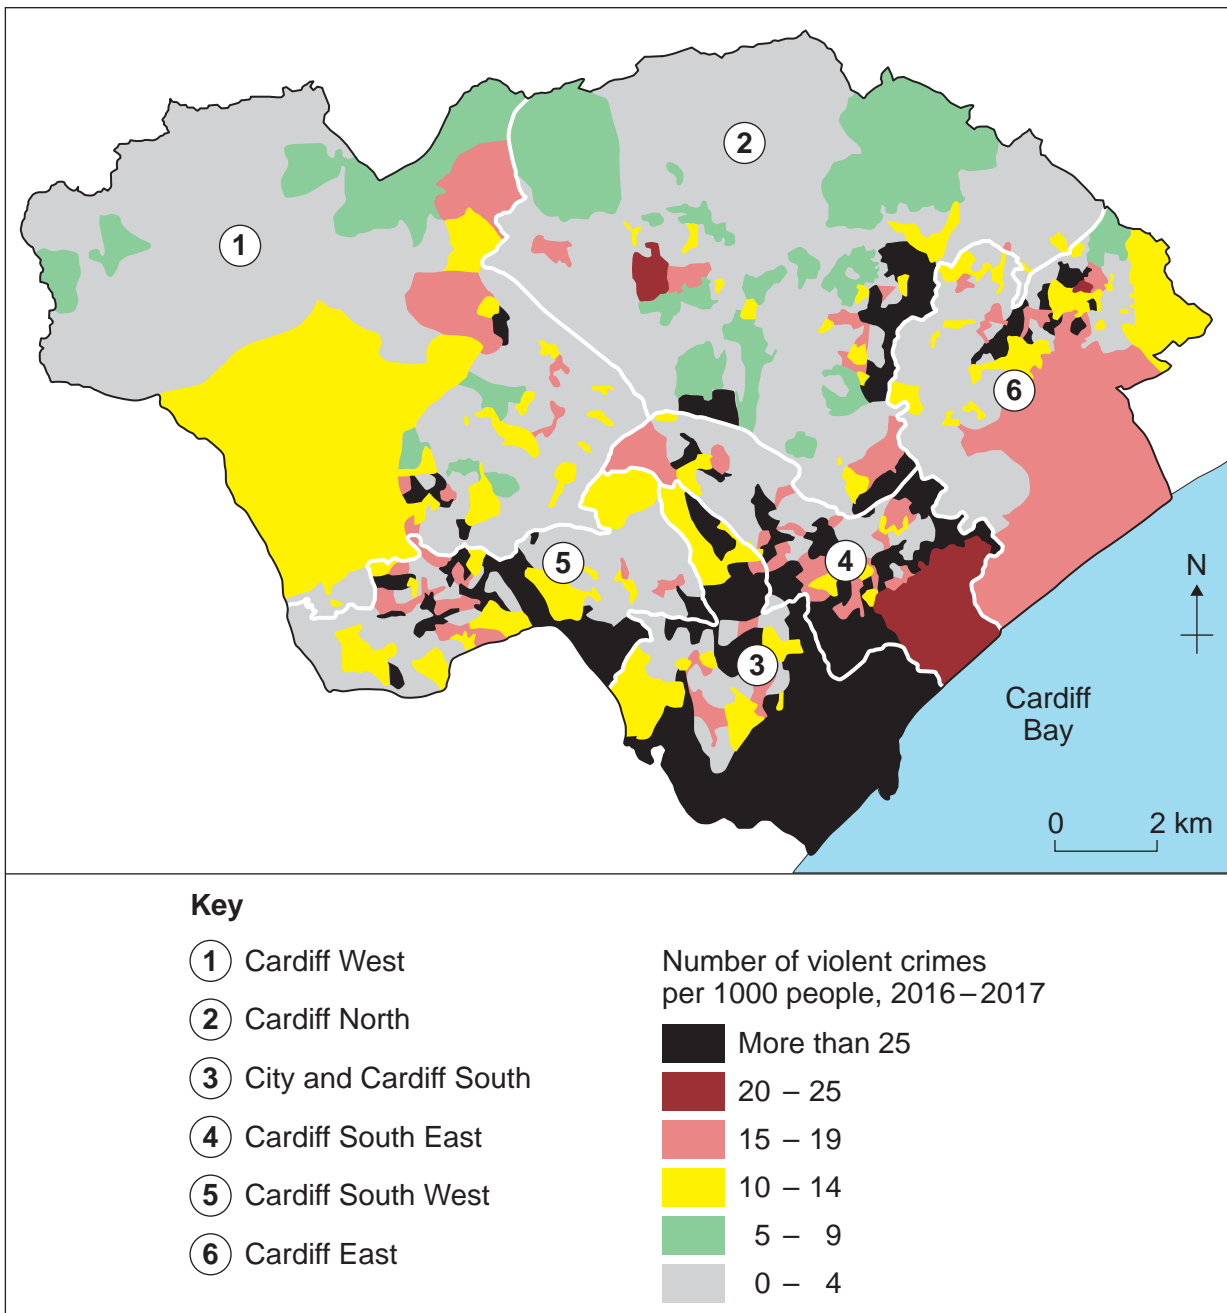 2
1
6
5
4
N
3
Cardiff
Bay
0 2 km
Key
1 Cardiff West
2 Cardiff North
3 City and Cardiff South
4 Cardiff South East
5 Cardiff South West
6 Cardiff East
Number of violent crimes
per 1000 people, 2016–2017
More than 25
20 – 25
15 – 19
10 – 14
5 – 9
0 – 4